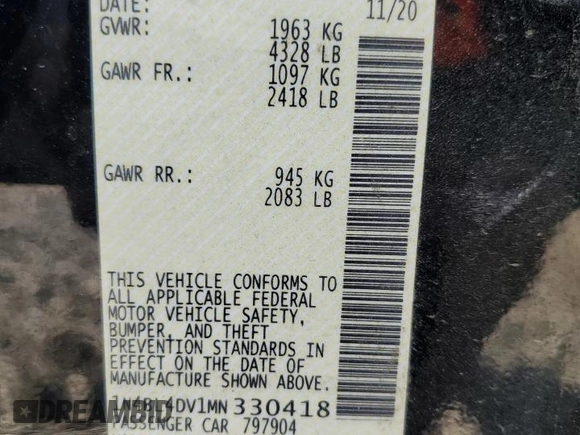 DATE: 11/20
GVWR: 1963 KG
4328 LB
GAWR FR.: 1097 KG
2418 LB
GAWR RR.: 945 KG
2083 LB
THIS VEHICLE CONFORMS TO
ALL APPLICABLE FEDERAL
MOTOR VEHICLE SAFETY,
BUMPER, AND THEFT
PREVENTION STANDARDS IN
EFFECT ON THE DATE OF
MANUFACTURE SHOWN ABOVE.
1N4BL4DV1MN 330418
PASSENGER CAR 797904
DREAMBID